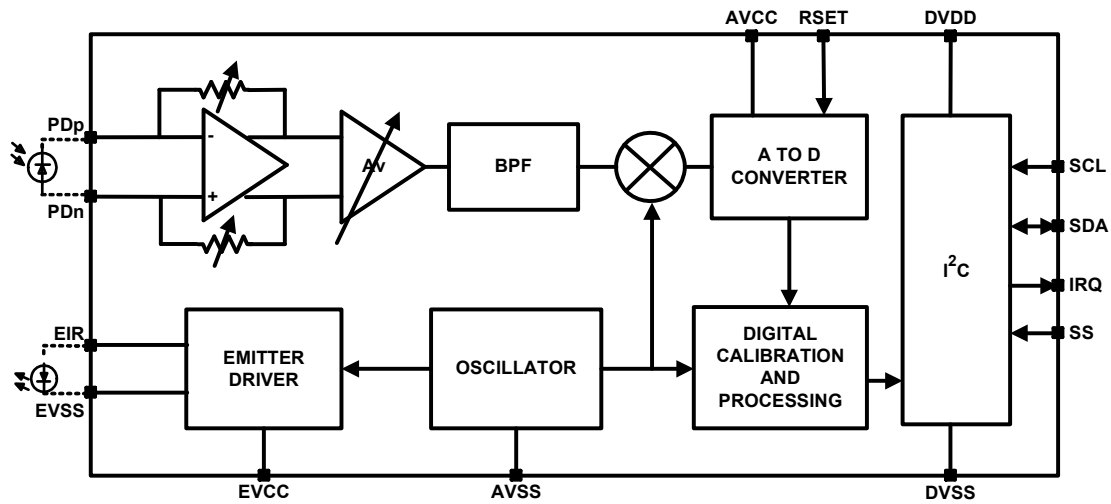 AVCC
RSET
DVDD
PDp
PDn
-
+
Av
BPF
A TO D
CONVERTER
I²C
SCL
SDA
IRQ
SS
EIR
EVSS
EMITTER
DRIVER
OSCILLATOR
DIGITAL
CALIBRATION
AND
PROCESSING
EVCC
AVSS
DVSS